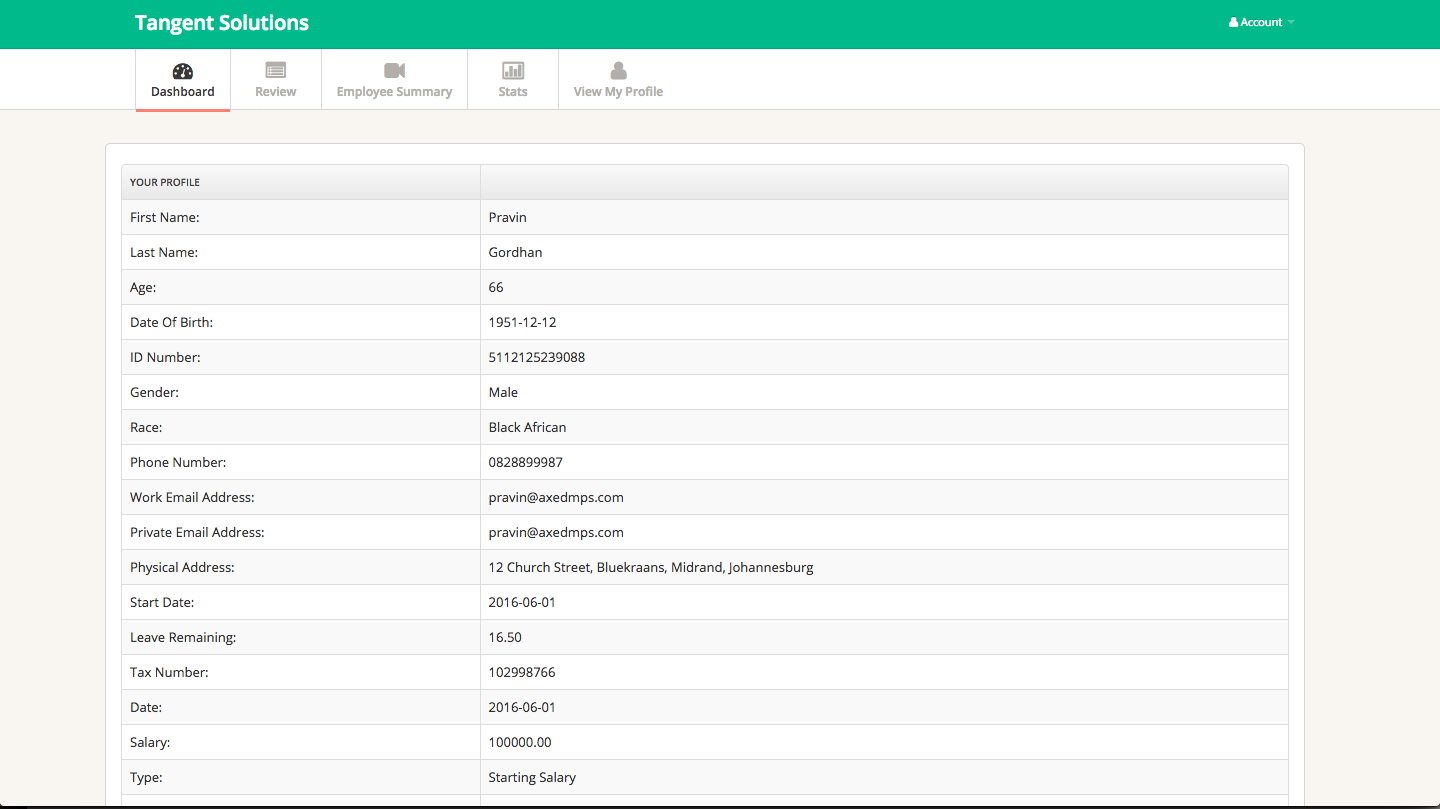 Tangent Solutions
Account
Dashboard
Review
Employee Summary
Stats
View My Profile
YOUR PROFILE
First Name: Pravin
Last Name: Gordhan
Age: 66
Date Of Birth: 1951-12-12
ID Number: 5112125239088
Gender: Male
Race: Black African
Phone Number: 0828899987
Work Email Address: pravin@axedmps.com
Private Email Address: pravin@axedmps.com
Physical Address: 12 Church Street, Bluekraans, Midrand, Johannesburg
Start Date: 2016-06-01
Leave Remaining: 16.50
Tax Number: 102998766
Date: 2016-06-01
Salary: 100000.00
Type: Starting Salary